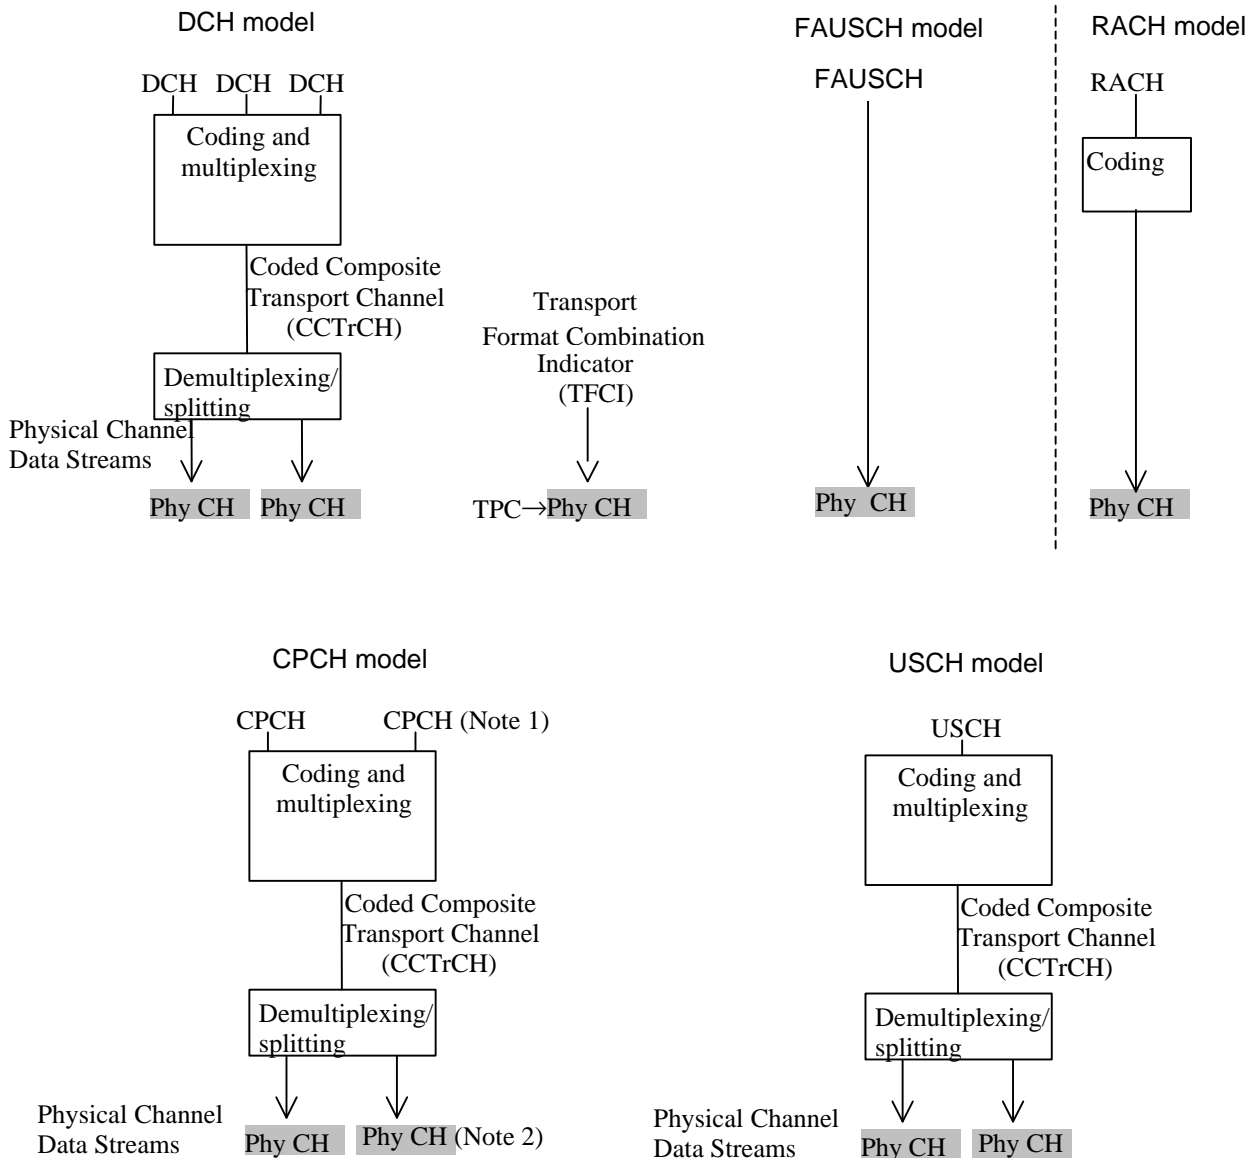 DCH model
FAUSCH model
RACH model
DCH DCH DCH
FAUSCH
RACH
Coding and
multiplexing
Coding
Coded Composite
Transport Channel
(CCTrCH)
Transport
Format Combination
Indicator
(TFCI)
Demultiplexing/
splitting
Physical Channel
Data Streams
Phy CH Phy CH
TPC→Phy CH
Phy CH
Phy CH
CPCH model
USCH model
CPCH CPCH (Note 1)
Coding and
multiplexing
Coded Composite
Transport Channel
(CCTrCH)
Demultiplexing/
splitting
Physical Channel
Data Streams
Phy CH Phy CH (Note 2)
USCH
Coding and
multiplexing
Coded Composite
Transport Channel
(CCTrCH)
Demultiplexing/
splitting
Physical Channel
Data Streams
Phy CH Phy CH